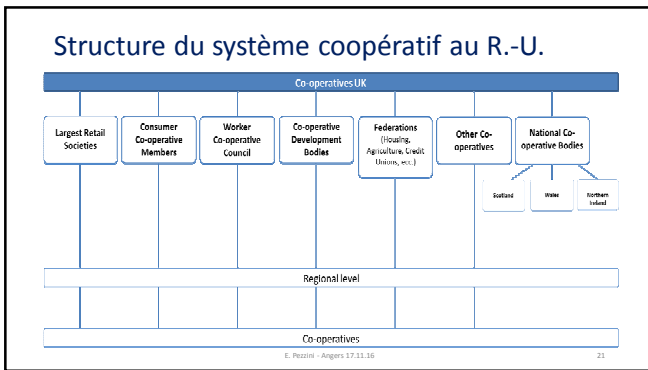 Structure du système coopératif au R.-U.
Co-operatives UK
Largest Retail
Societies
Consumer
Co-operative
Members
Worker
Co-operative
Council
Co-operative
Development
Bodies
Federations
(Housing,
Agriculture, Credit
Unions, ecc.)
Other Co-
operatives
National Co-
operative Bodies
Scotland
Wales
Northern
Ireland
Regional level
Co-operatives
E. Pezzini - Angers 17.11.16
21